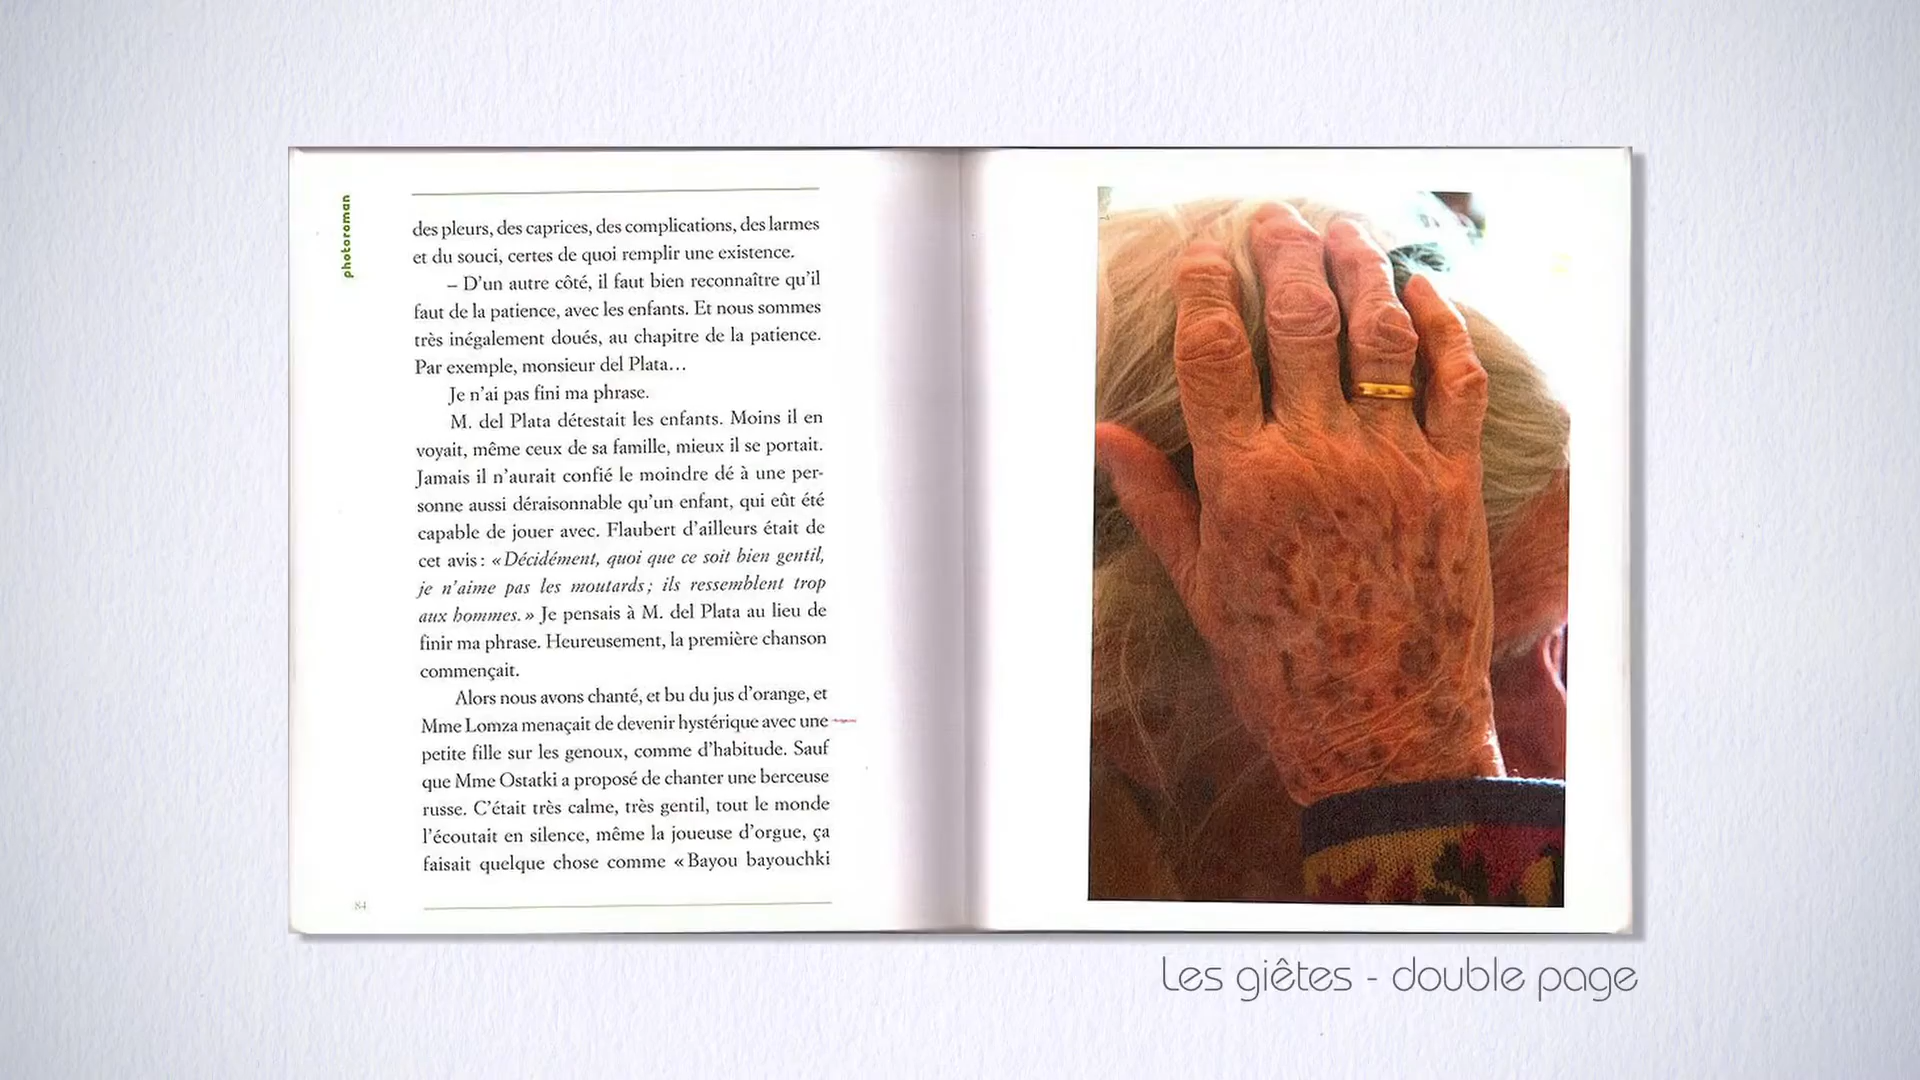 photoroman
des pleurs, des caprices, des complications, des larmes
et du souci, certes de quoi remplir une existence.
– D'un autre côté, il faut bien reconnaître qu'il
faut de la patience, avec les enfants. Et nous sommes
très inégalement doués, au chapitre de la patience.
Par exemple, monsieur del Plata…
Je n'ai pas fini ma phrase.
M. del Plata détestait les enfants. Moins il en
voyait, même ceux de sa famille, mieux il se portait.
Jamais il n'aurait confié le moindre dé à une per-
sonne aussi déraisonnable qu'un enfant, qui eût été
capable de jouer avec. Flaubert d'ailleurs était de
cet avis : « Décidément, quoi que ce soit bien gentil,
je n'aime pas les moutards ; ils ressemblent trop
aux hommes. » Je pensais à M. del Plata au lieu de
finir ma phrase. Heureusement, la première chanson
commençait.
Alors nous avons chanté, et bu du jus d'orange, et
Mme Lomza menaçait de devenir hystérique avec une
petite fille sur les genoux, comme d'habitude. Sauf
que Mme Ostatki a proposé de chanter une berceuse
russe. C'était très calme, très gentil, tout le monde
l'écoutait en silence, même la joueuse d'orgue, ça
faisait quelque chose comme « Bayou bayouchki
84
Les giêtes - double page